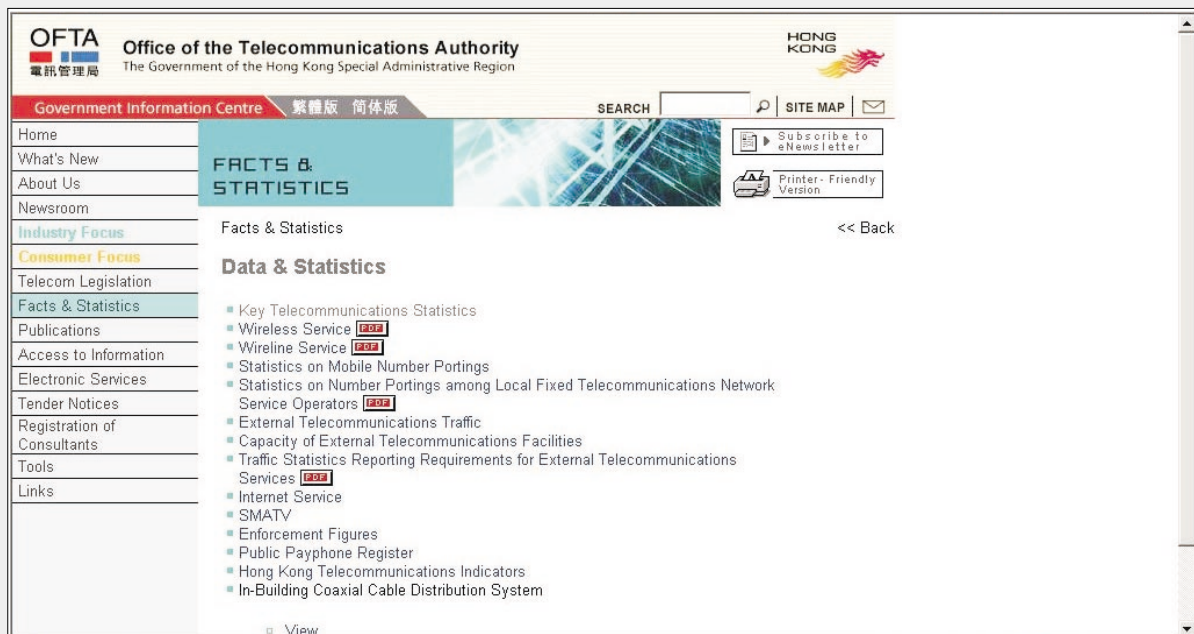 OFTA
電訊管理局
Office of the Telecommunications Authority
The Government of the Hong Kong Special Administrative Region
HONG
KONG
Government Information Centre 繁體版 简体版 SEARCH SITE MAP
Home
What's New
About Us
Newsroom
Industry Focus
Consumer Focus
Telecom Legislation
Facts & Statistics
Publications
Access to Information
Electronic Services
Tender Notices
Registration of
Consultants
Tools
Links
FACTS &
STATISTICS
Subscribe to
eNewsletter
Printer-Friendly
Version
Facts & Statistics << Back
Data & Statistics
Key Telecommunications Statistics
Wireless Service PDF
Wireline Service PDF
Statistics on Mobile Number Portings
Statistics on Number Portings among Local Fixed Telecommunications Network
Service Operators PDF
External Telecommunications Traffic
Capacity of External Telecommunications Facilities
Traffic Statistics Reporting Requirements for External Telecommunications
Services PDF
Internet Service
SMATV
Enforcement Figures
Public Payphone Register
Hong Kong Telecommunications Indicators
In-Building Coaxial Cable Distribution System
View